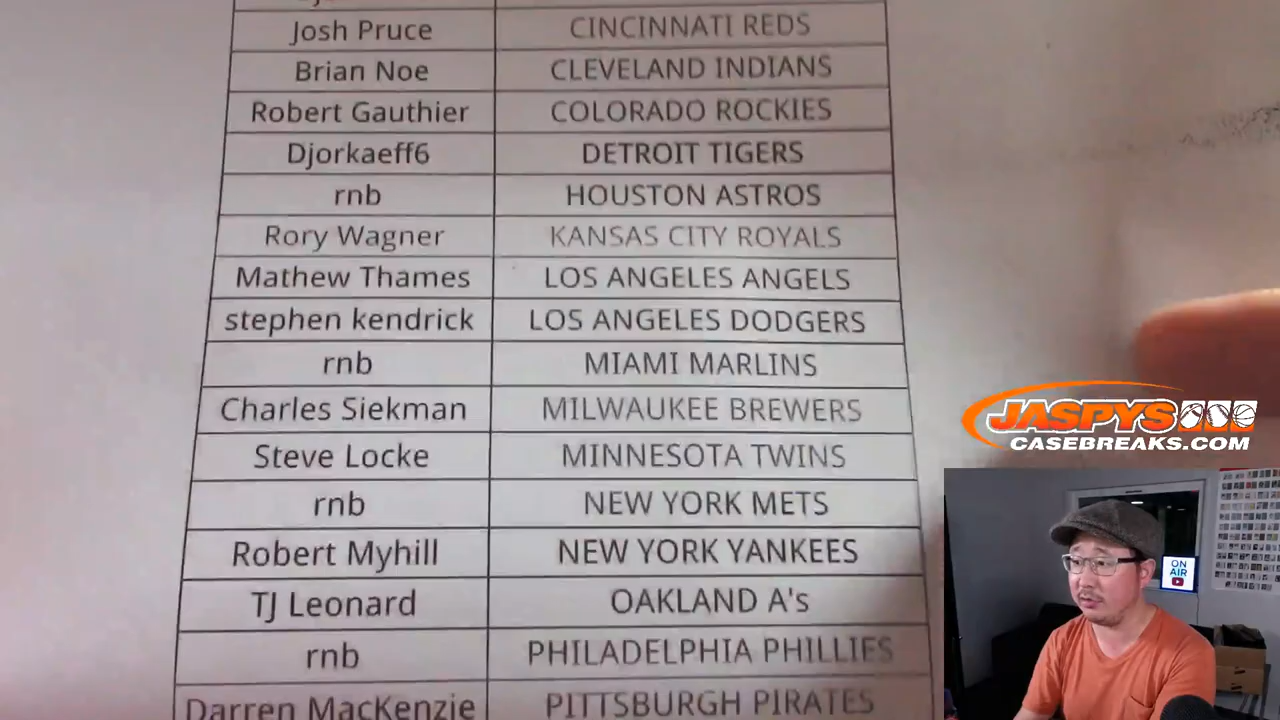 Josh Pruce CINCINNATI REDS
Brian Noe CLEVELAND INDIANS
Robert Gauthier COLORADO ROCKIES
Djorkaeff6 DETROIT TIGERS
rnb HOUSTON ASTROS
Rory Wagner KANSAS CITY ROYALS
Mathew Thames LOS ANGELES ANGELS
stephen kendrick LOS ANGELES DODGERS
rnb MIAMI MARLINS
Charles Siekman MILWAUKEE BREWERS
Steve Locke MINNESOTA TWINS
rnb NEW YORK METS
Robert Myhill NEW YORK YANKEES
TJ Leonard OAKLAND A's
rnb PHILADELPHIA PHILLIES
Darren MacKenzie PITTSBURGH PIRATES
JASPYS
CASEBREAKS.COM
ON
AIR